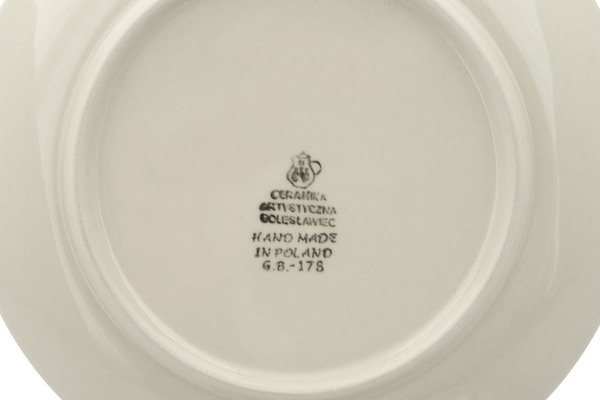 CERAMIKA
ARTYSTYCZNA
BOLESŁAWIEC
HAND MADE
IN POLAND
G.B.-178